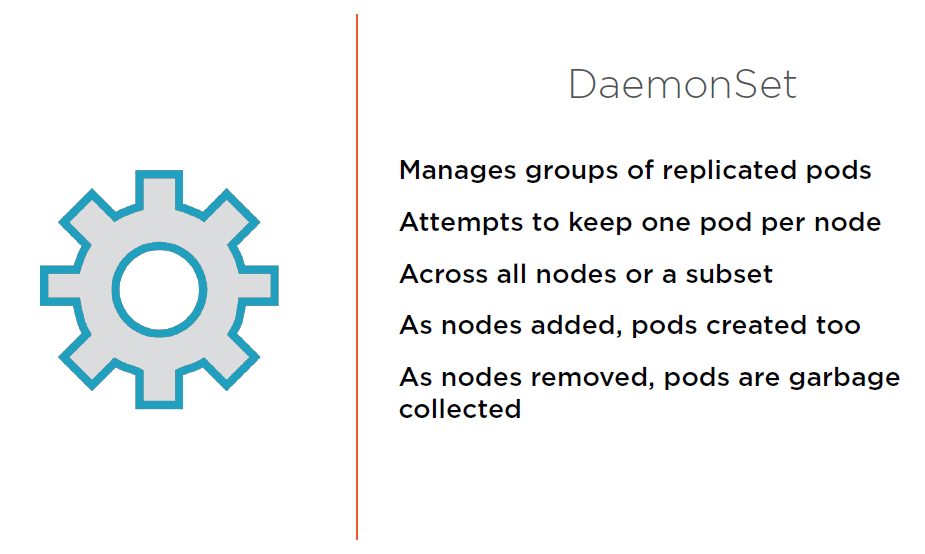 DaemonSet
Manages groups of replicated pods
Attempts to keep one pod per node
Across all nodes or a subset
As nodes added, pods created too
As nodes removed, pods are garbage
collected